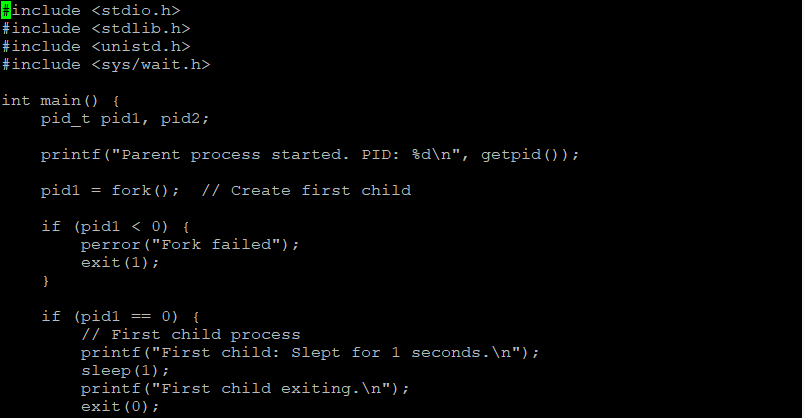 #include <stdio.h>
#include <stdlib.h>
#include <unistd.h>
#include <sys/wait.h>

int main() {
    pid_t pid1, pid2;

    printf("Parent process started. PID: %d\n", getpid());

    pid1 = fork();  // Create first child

    if (pid1 < 0) {
        perror("Fork failed");
        exit(1);
    }

    if (pid1 == 0) {
        // First child process
        printf("First child: Slept for 1 seconds.\n");
        sleep(1);
        printf("First child exiting.\n");
        exit(0);